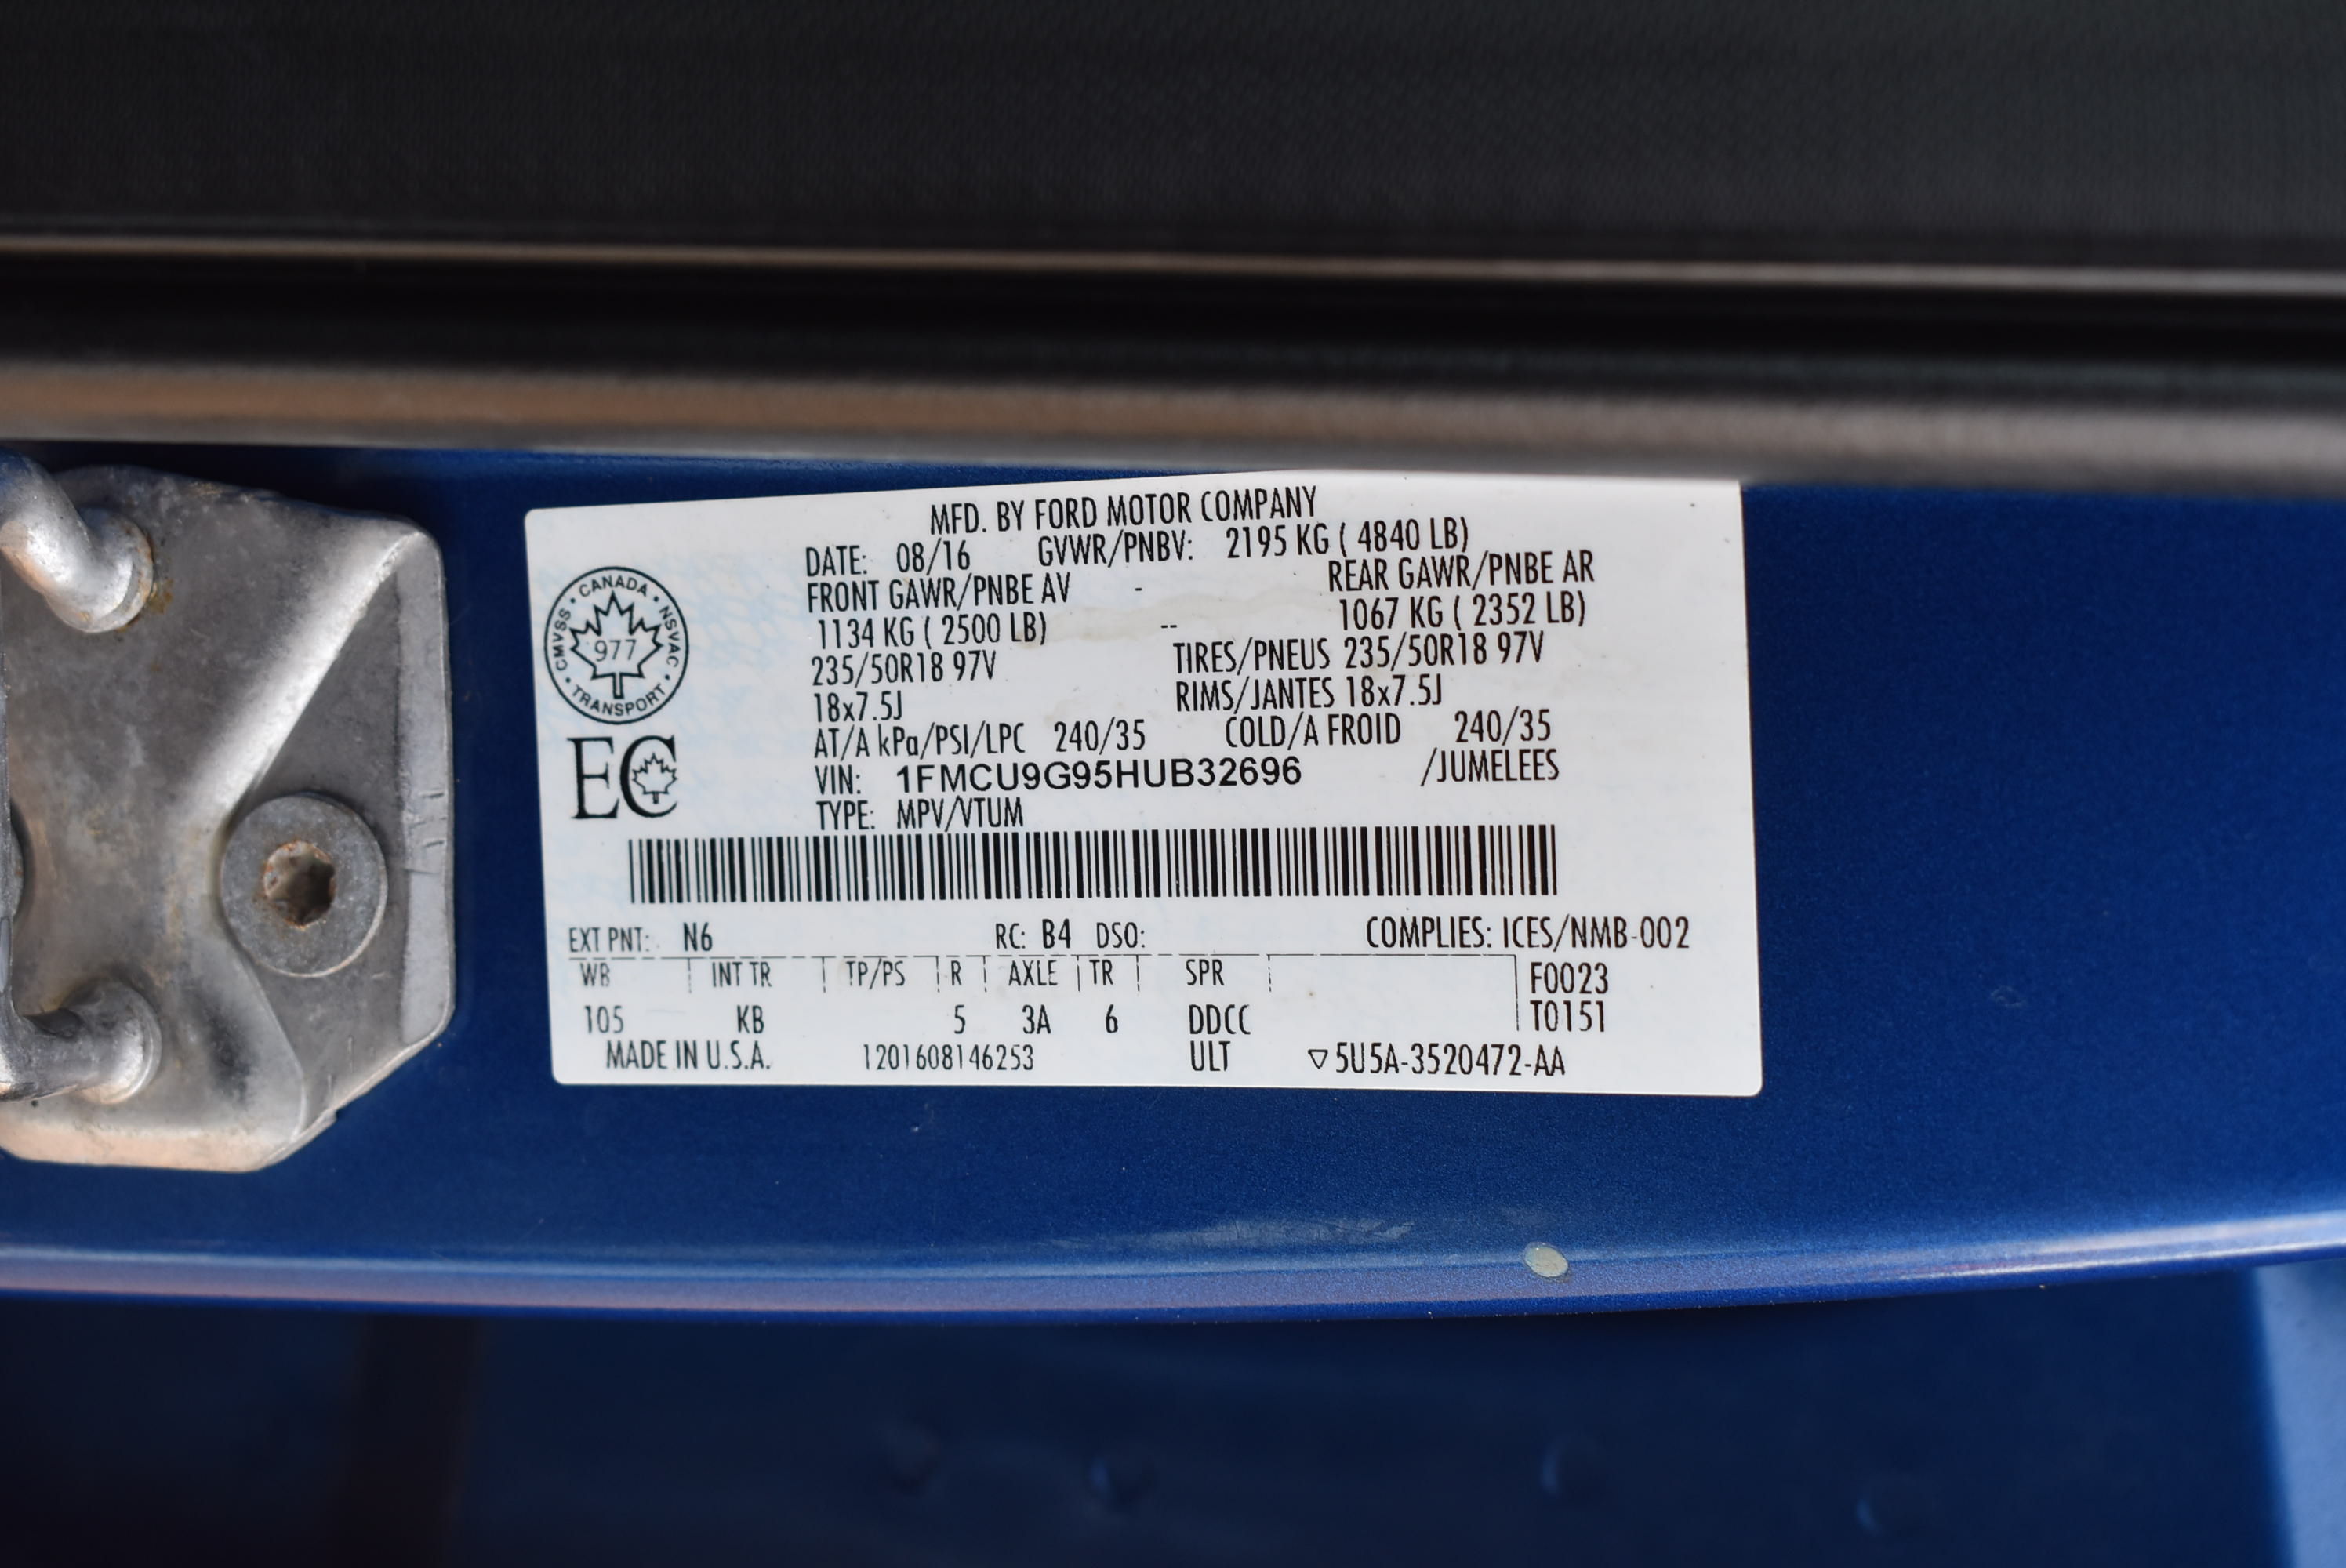 MFD. BY FORD MOTOR COMPANY
DATE: 08/16 GVWR/PNBV: 2195 KG ( 4840 LB)
FRONT GAWR/PNBE AV - REAR GAWR/PNBE AR
1134 KG ( 2500 LB) -- 1067 KG ( 2352 LB)
235/50R18 97V TIRES/PNEUS 235/50R18 97V
18x7.5J RIMS/JANTES 18x7.5J
AT/A kPa/PSI/LPC 240/35 COLD/A FROID 240/35
VIN: 1FMCU9G95HUB32696 /JUMELEES
TYPE: MPV/VTUM
CANADA · NSVAC · TRANSPORT · CMVSS
977
EC
EXT PNT: N6 RC: B4 DSO: COMPLIES: ICES/NMB-002
WB INT TR TP/PS R AXLE TR SPR F0023
105 KB 5 3A 6 DDCC T0151
MADE IN U.S.A. 1201608146253 ULT ▽5U5A-3520472-AA